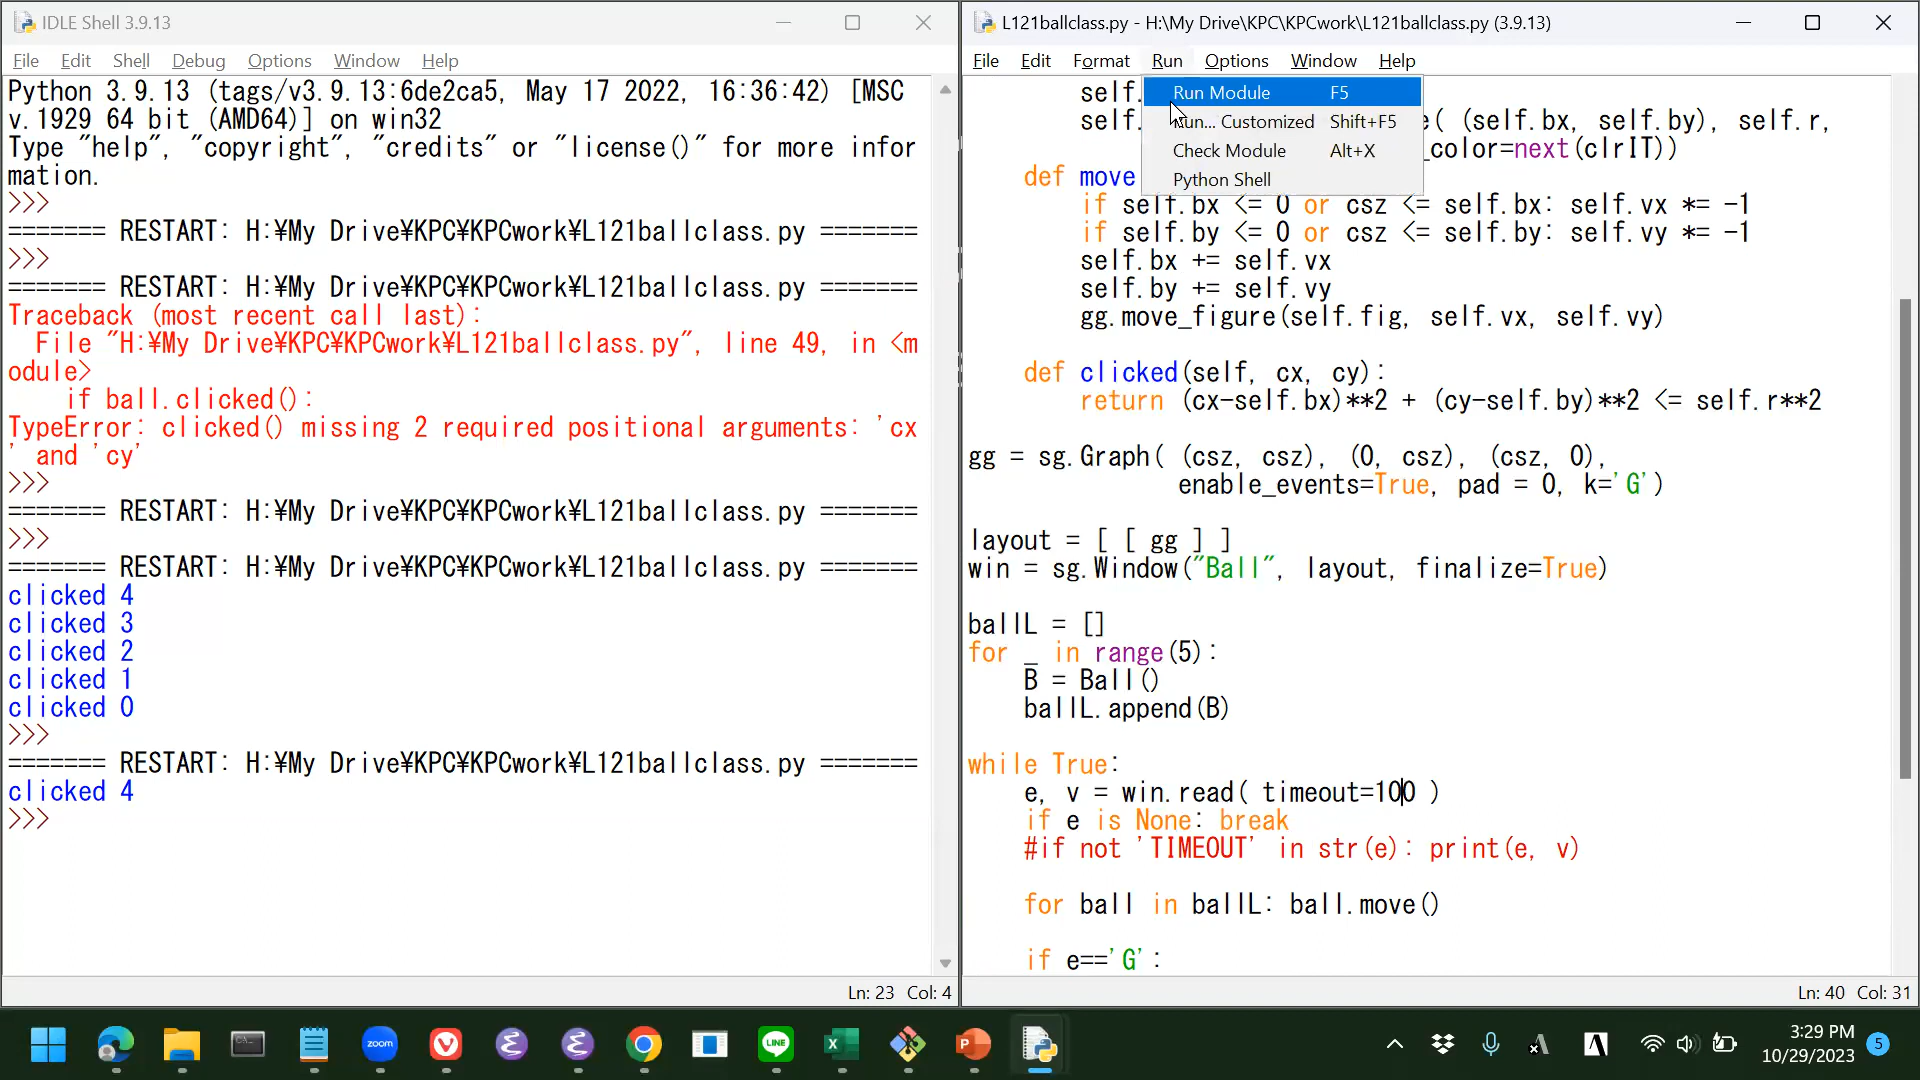 IDLE Shell 3.9.13
File Edit Shell Debug Options Window Help
Python 3.9.13 (tags/v3.9.13:6de2ca5, May 17 2022, 16:36:42) [MSC
v.1929 64 bit (AMD64)] on win32
Type "help", "copyright", "credits" or "license()" for more infor
mation.
>>>
======= RESTART: H:¥My Drive¥KPC¥KPCwork¥L121ballclass.py =======
>>>
======= RESTART: H:¥My Drive¥KPC¥KPCwork¥L121ballclass.py =======
Traceback (most recent call last):
  File "H:¥My Drive¥KPC¥KPCwork¥L121ballclass.py", line 49, in <m
odule>
    if ball.clicked():
TypeError: clicked() missing 2 required positional arguments: 'cx
' and 'cy'
>>>
======= RESTART: H:¥My Drive¥KPC¥KPCwork¥L121ballclass.py =======
>>>
======= RESTART: H:¥My Drive¥KPC¥KPCwork¥L121ballclass.py =======
clicked 4
clicked 3
clicked 2
clicked 1
clicked 0
>>>
======= RESTART: H:¥My Drive¥KPC¥KPCwork¥L121ballclass.py =======
clicked 4
>>>
Ln: 23 Col: 4
L121ballclass.py - H:\My Drive\KPC\KPCwork\L121ballclass.py (3.9.13)
File Edit Format Run Options Window Help
Run Module F5
Run... Customized Shift+F5
Check Module Alt+X
Python Shell
self.
self. ( (self.bx, self.by), self.r,
_color=next(clrIT))
def move
if self.bx <= 0 or csz <= self.bx: self.vx *= -1
if self.by <= 0 or csz <= self.by: self.vy *= -1
self.bx += self.vx
self.by += self.vy
gg.move_figure(self.fig, self.vx, self.vy)
def clicked(self, cx, cy):
return (cx-self.bx)**2 + (cy-self.by)**2 <= self.r**2
gg = sg.Graph( (csz, csz), (0, csz), (csz, 0),
enable_events=True, pad = 0, k='G')
layout = [ [ gg ] ]
win = sg.Window("Ball", layout, finalize=True)
ballL = []
for _ in range(5):
B = Ball()
ballL.append(B)
while True:
e, v = win.read( timeout=100 )
if e is None: break
#if not 'TIMEOUT' in str(e): print(e, v)
for ball in ballL: ball.move()
if e=='G':
Ln: 40 Col: 31
zoom
LINE
3:29 PM
10/29/2023
5